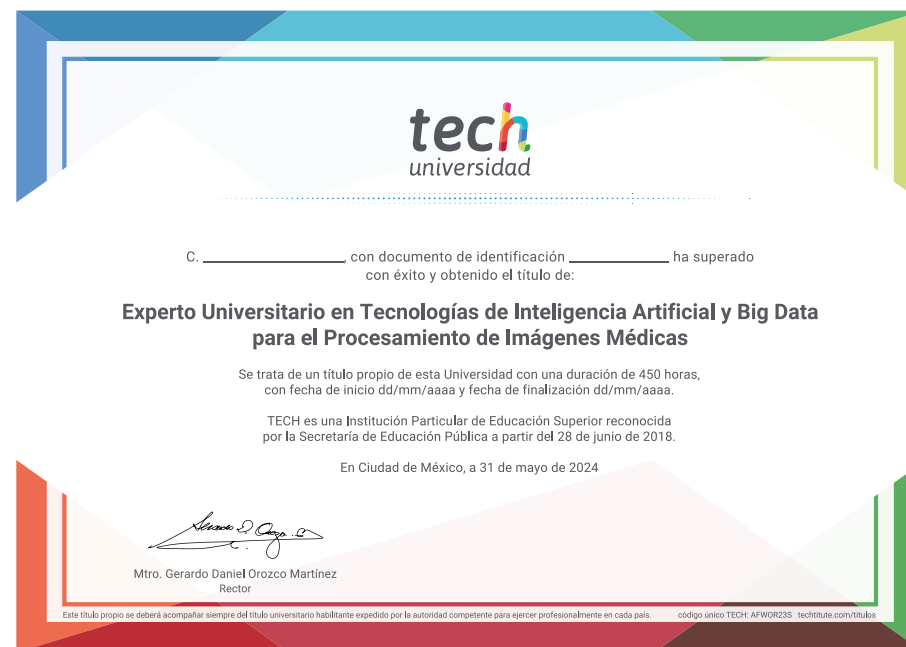 tech
universidad
C. ____________________, con documento de identificación ______________ ha superado
con éxito y obtenido el título de:
Experto Universitario en Tecnologías de Inteligencia Artificial y Big Data
para el Procesamiento de Imágenes Médicas
Se trata de un título propio de esta Universidad con una duración de 450 horas,
con fecha de inicio dd/mm/aaaa y fecha de finalización dd/mm/aaaa.
TECH es una Institución Particular de Educación Superior reconocida
por la Secretaría de Educación Pública a partir del 28 de junio de 2018.
En Ciudad de México, a 31 de mayo de 2024
Mtro. Gerardo Daniel Orozco Martínez
Rector
Este título propio se deberá acompañar siempre del título universitario habilitante expedido por la autoridad competente para ejercer profesionalmente en cada país. código único TECH: AFWOR23S techtitute.com/titulos